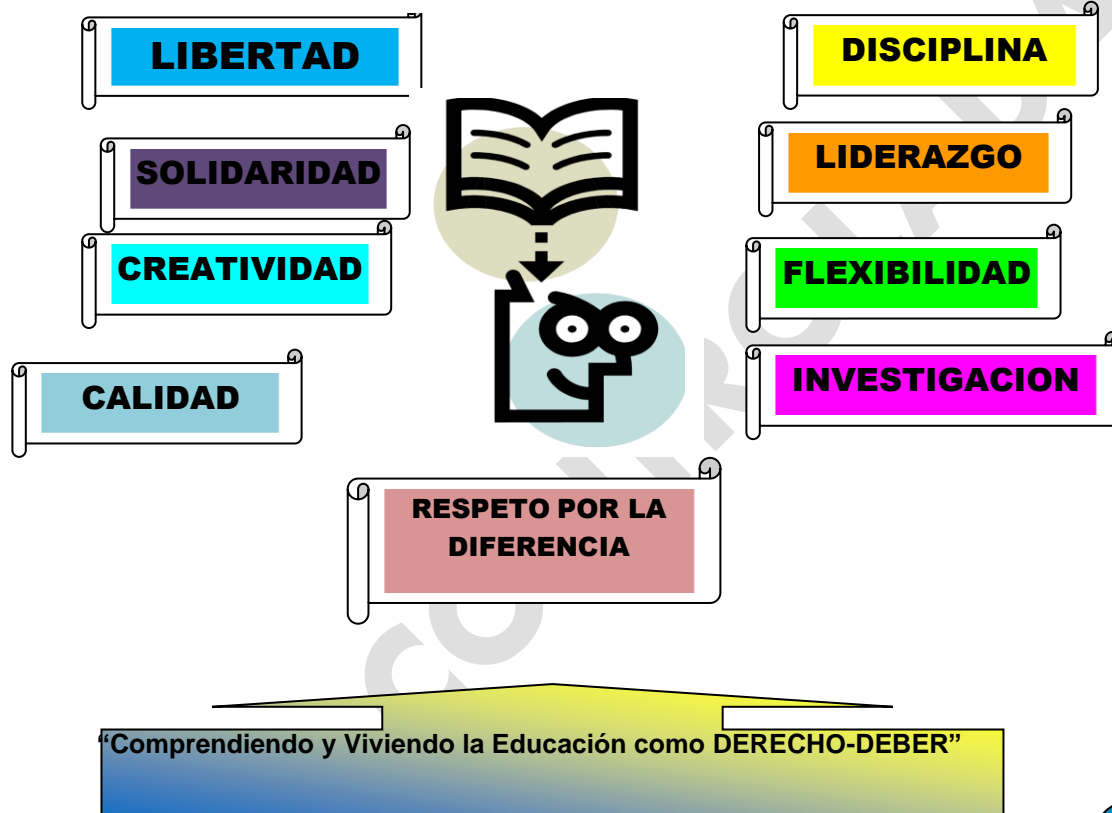 LIBERTAD
DISCIPLINA
SOLIDARIDAD
LIDERAZGO
CREATIVIDAD
FLEXIBILIDAD
CALIDAD
INVESTIGACION
RESPETO POR LA
DIFERENCIA
“Comprendiendo y Viviendo la Educación como DERECHO-DEBER”